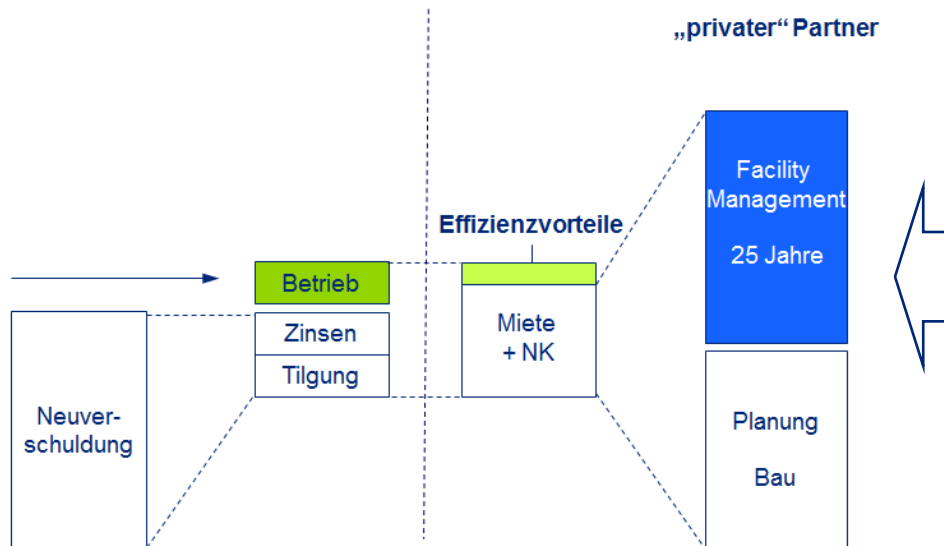 „privater“ Partner
Facility
Management
25 Jahre
Effizienzvorteile
Betrieb
Zinsen
Tilgung
Miete
+ NK
Neuver-
schuldung
Planung
Bau